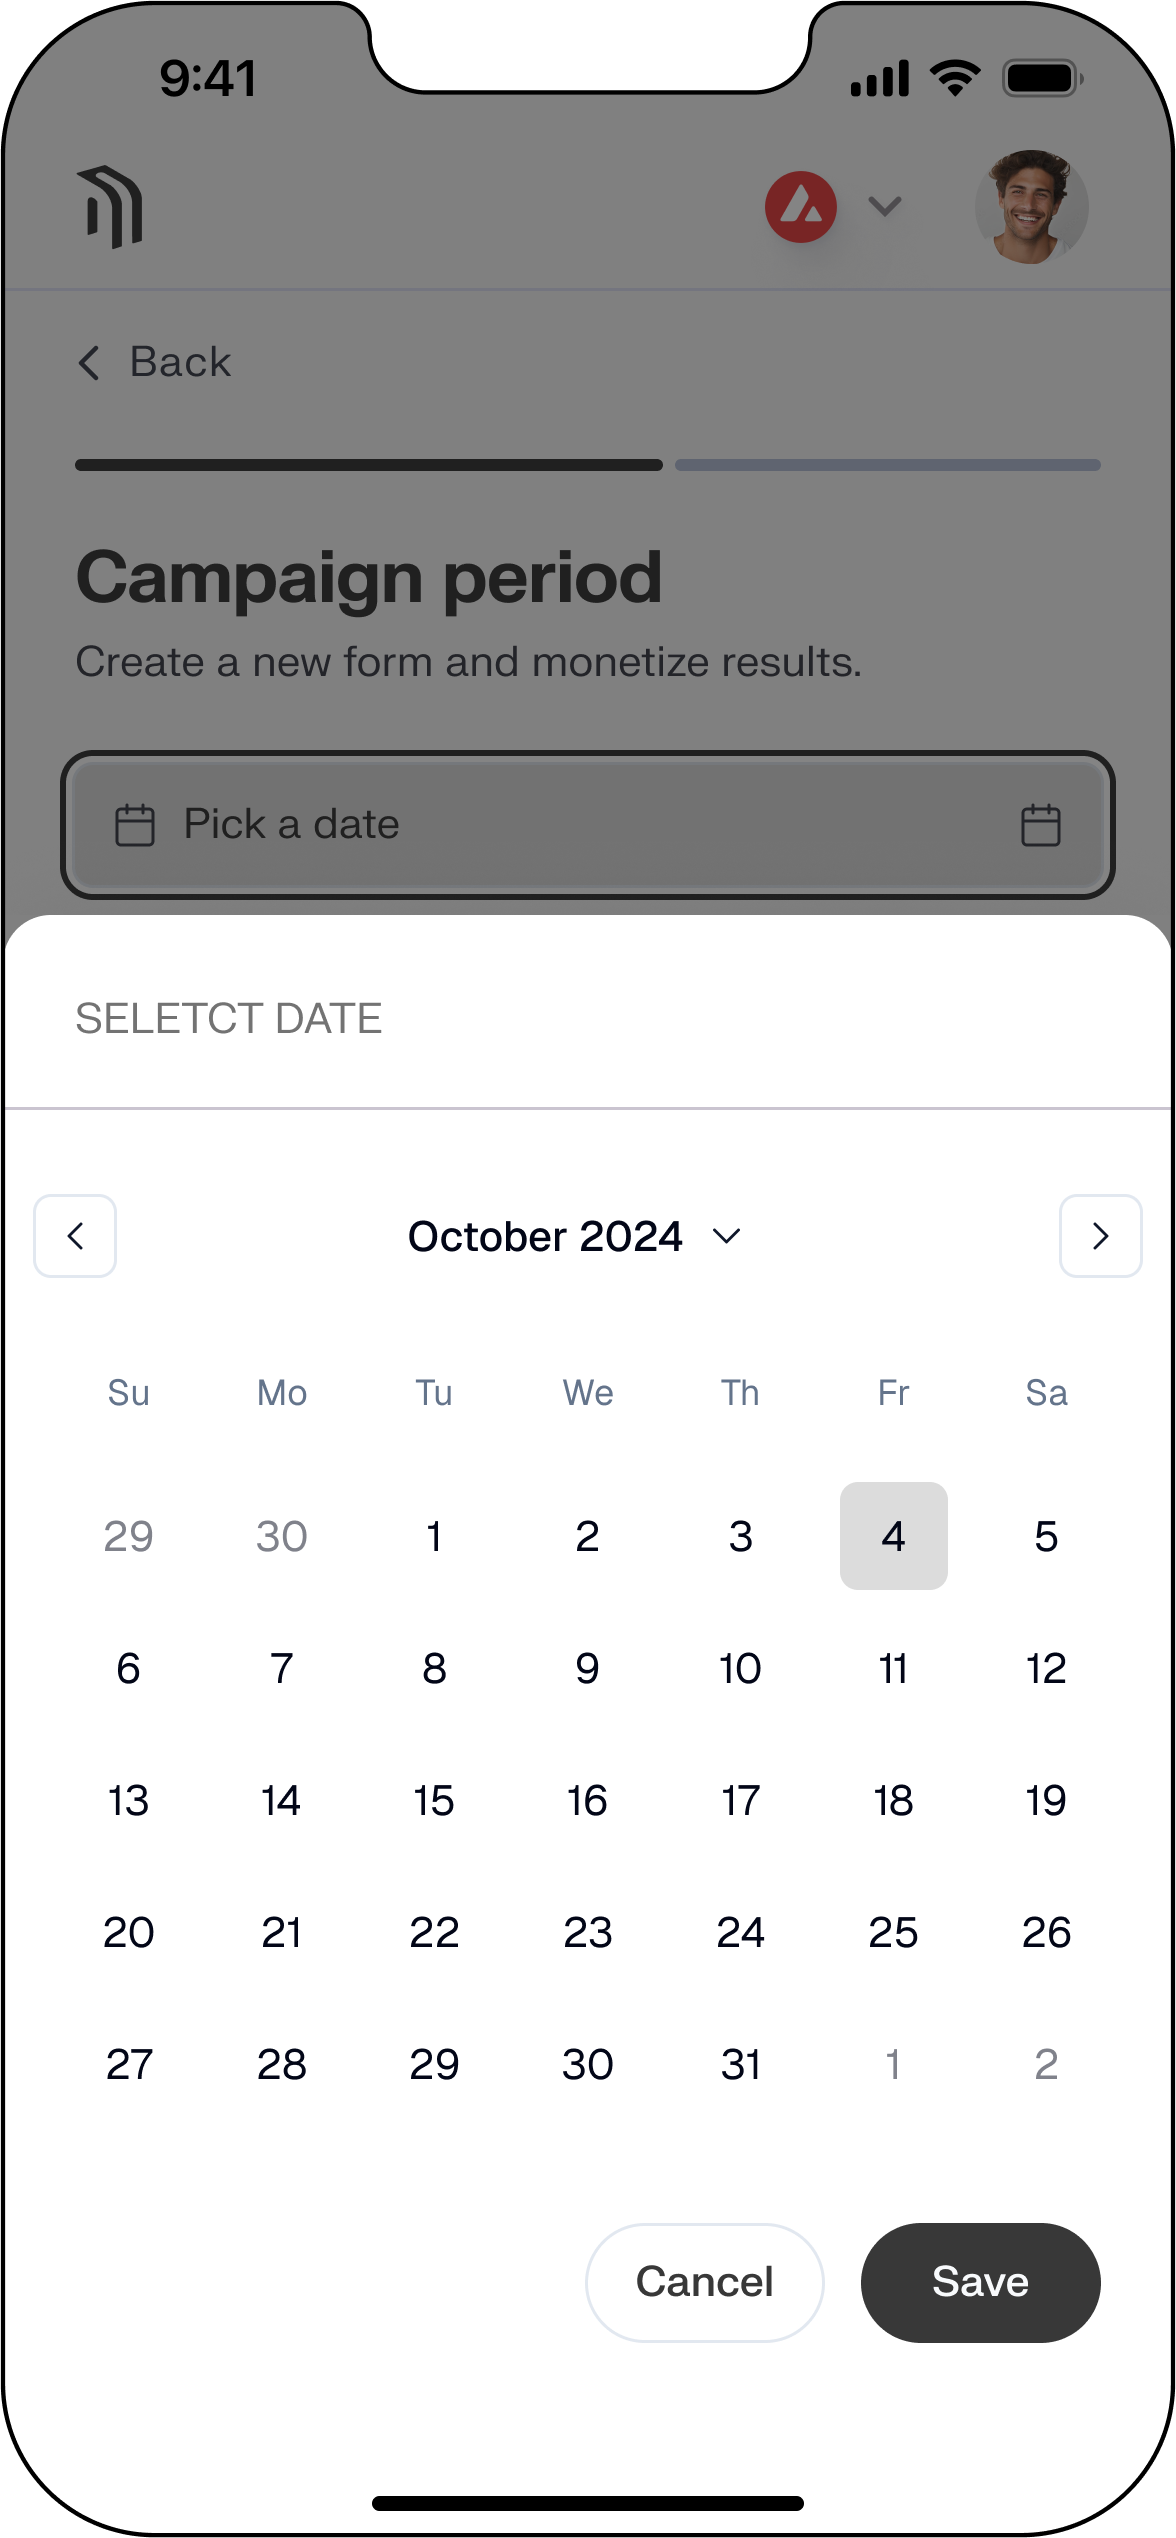 9:41
Back
Campaign period
Create a new form and monetize results.
Pick a date
SELETCT DATE
October 2024
Su Mo Tu We Th Fr Sa
29 30 1 2 3 4 5
6 7 8 9 10 11 12
13 14 15 16 17 18 19
20 21 22 23 24 25 26
27 28 29 30 31 1 2
Cancel Save